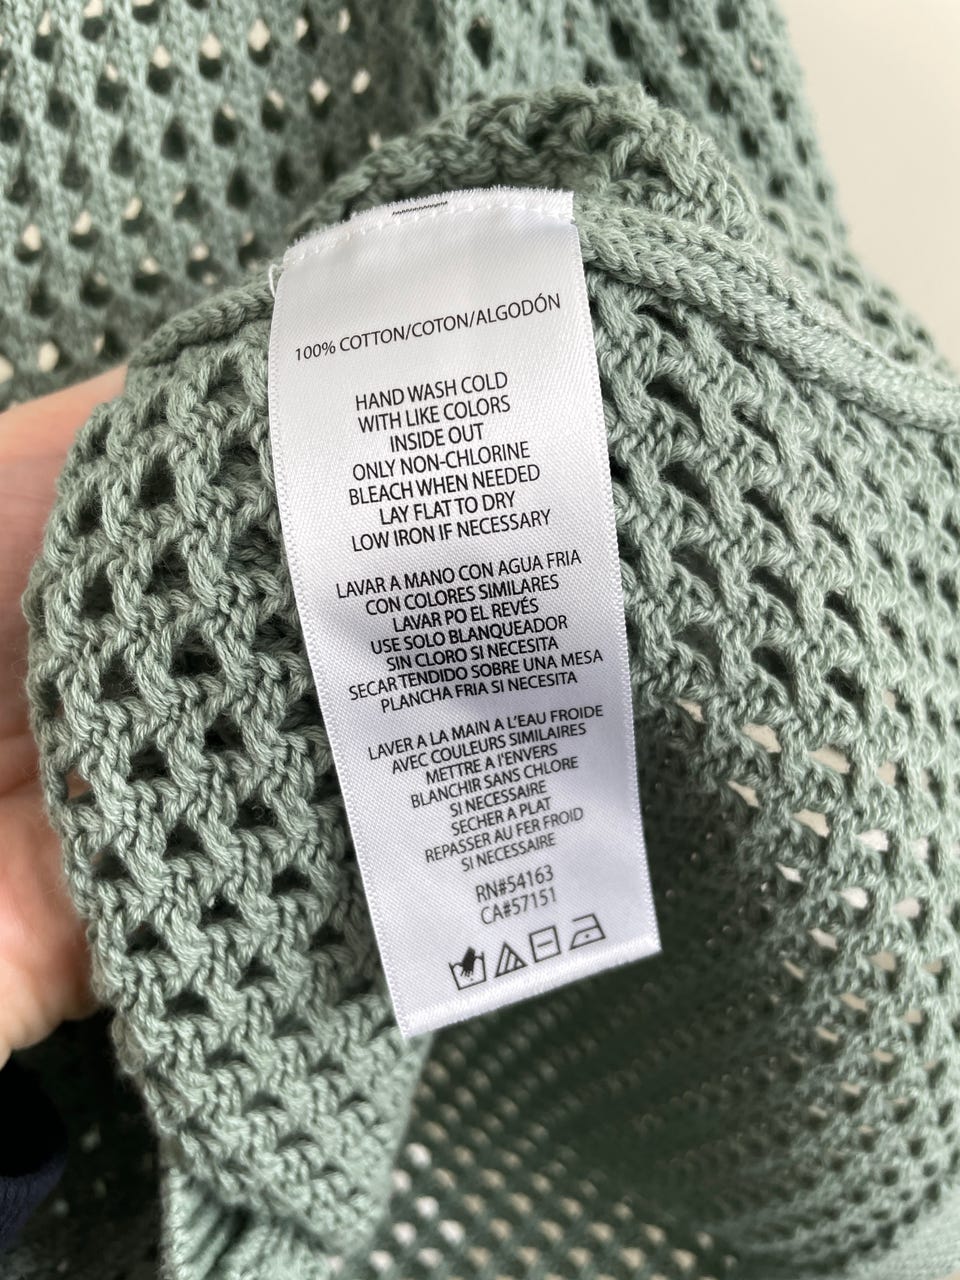 100% COTTON/COTON/ALGODÓN
HAND WASH COLD
WITH LIKE COLORS
INSIDE OUT
ONLY NON-CHLORINE
BLEACH WHEN NEEDED
LAY FLAT TO DRY
LOW IRON IF NECESSARY
LAVAR A MANO CON AGUA FRIA
CON COLORES SIMILARES
LAVAR PO EL REVÉS
USE SOLO BLANQUEADOR
SIN CLORO SI NECESITA
SECAR TENDIDO SOBRE UNA MESA
PLANCHA FRIA SI NECESITA
LAVER A LA MAIN A L'EAU FROIDE
AVEC COULEURS SIMILAIRES
METTRE A l'ENVERS
BLANCHIR SANS CHLORE
SI NECESSAIRE
SECHER A PLAT
REPASSER AU FER FROID
SI NECESSAIRE
RN#54163
CA#57151